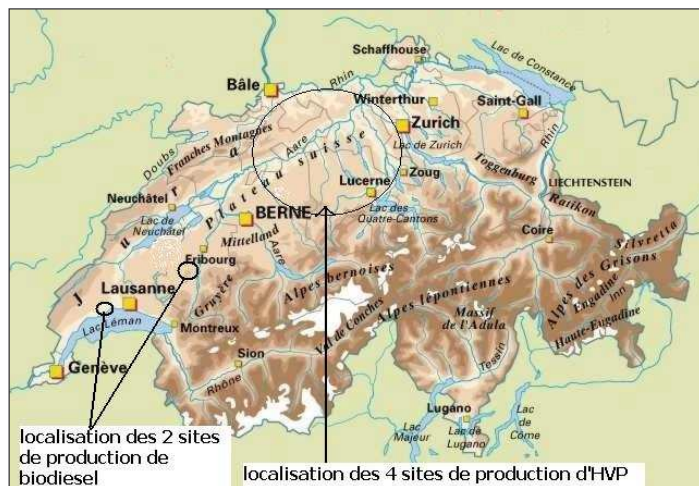 Schaffhouse
Lac de Constance
Bâle
Rhin
Winterthur
Saint-Gall
Zurich
Rhin
Doubs
Franches Montagnes
Aare
Lac de Zurich
Toggenburg
Jura
Plateau suisse
Lucerne
Zoug
LIECHTENSTEIN
Ratikon
Neuchâtel
Lac de
Neuchâtel
BERNE
Lac des
Quatre-Cantons
Mittelland
Coire
Silvretta
Fribourg
Aare
Gruyère
Alpes bernoises
Alpes des Grisons
Engadine
Inn
Haute-Engadine
Lausanne
Alpes lépontiennes
Lac Léman
Montreux
Val de Conches
Massif
de l'Adula
Genève
Sion
Rhône
Tessin
Lugano
Lac
Majeur
Lac de
Lugano
Lac
de
Côme
localisation des 2 sites
de production de
biodiesel
localisation des 4 sites de production d'HVP